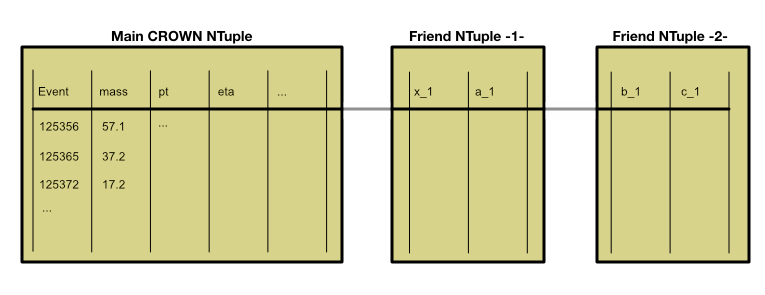 Main CROWN NTuple
Friend NTuple -1-
Friend NTuple -2-
Event mass pt eta ...
x_1 a_1
b_1 c_1
125356 57.1 ...
125365 37.2
125372 17.2
...